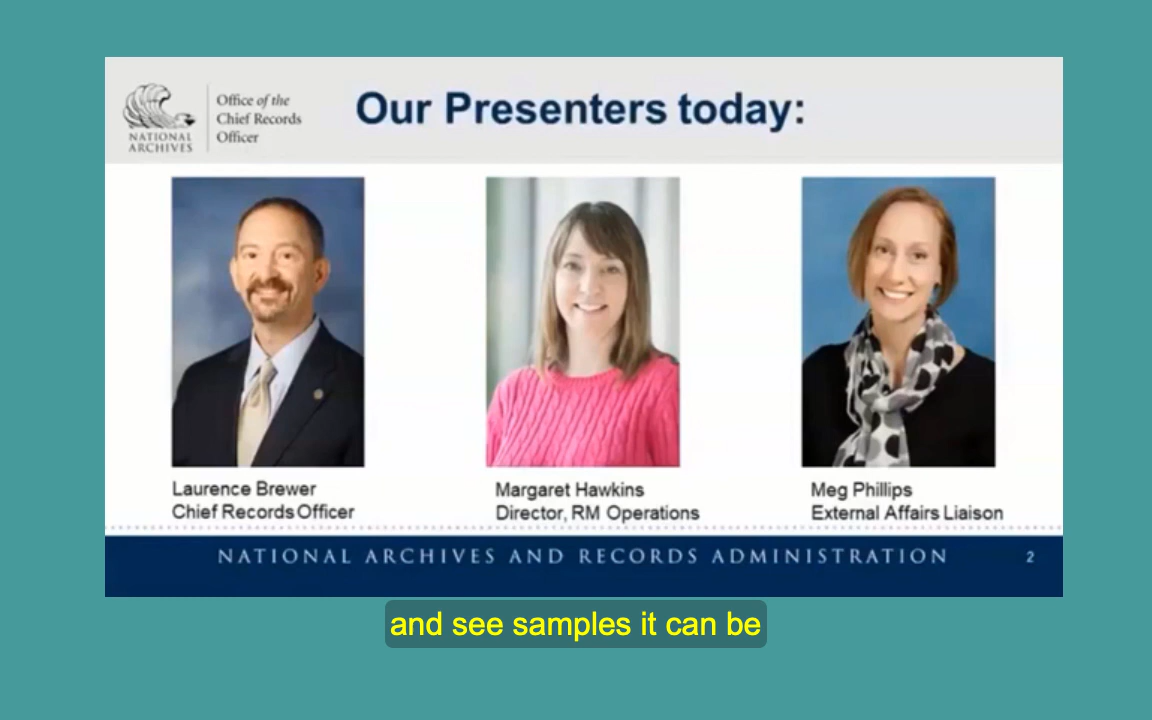 NATIONAL
ARCHIVES
Office of the
Chief Records
Officer
Our Presenters today:
Laurence Brewer
Chief Records Officer
Margaret Hawkins
Director, RM Operations
Meg Phillips
External Affairs Liaison
NATIONAL ARCHIVES AND RECORDS ADMINISTRATION
2
and see samples it can be